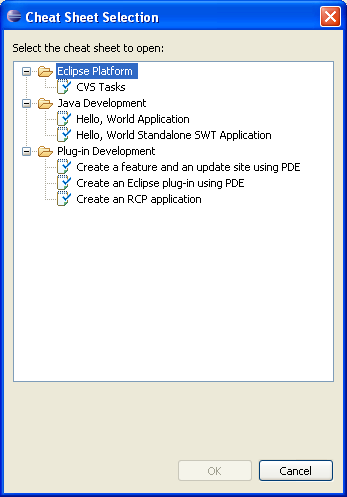 Cheat Sheet Selection
Select the cheat sheet to open:
Eclipse Platform
CVS Tasks
Java Development
Hello, World Application
Hello, World Standalone SWT Application
Plug-in Development
Create a feature and an update site using PDE
Create an Eclipse plug-in using PDE
Create an RCP application
OK
Cancel